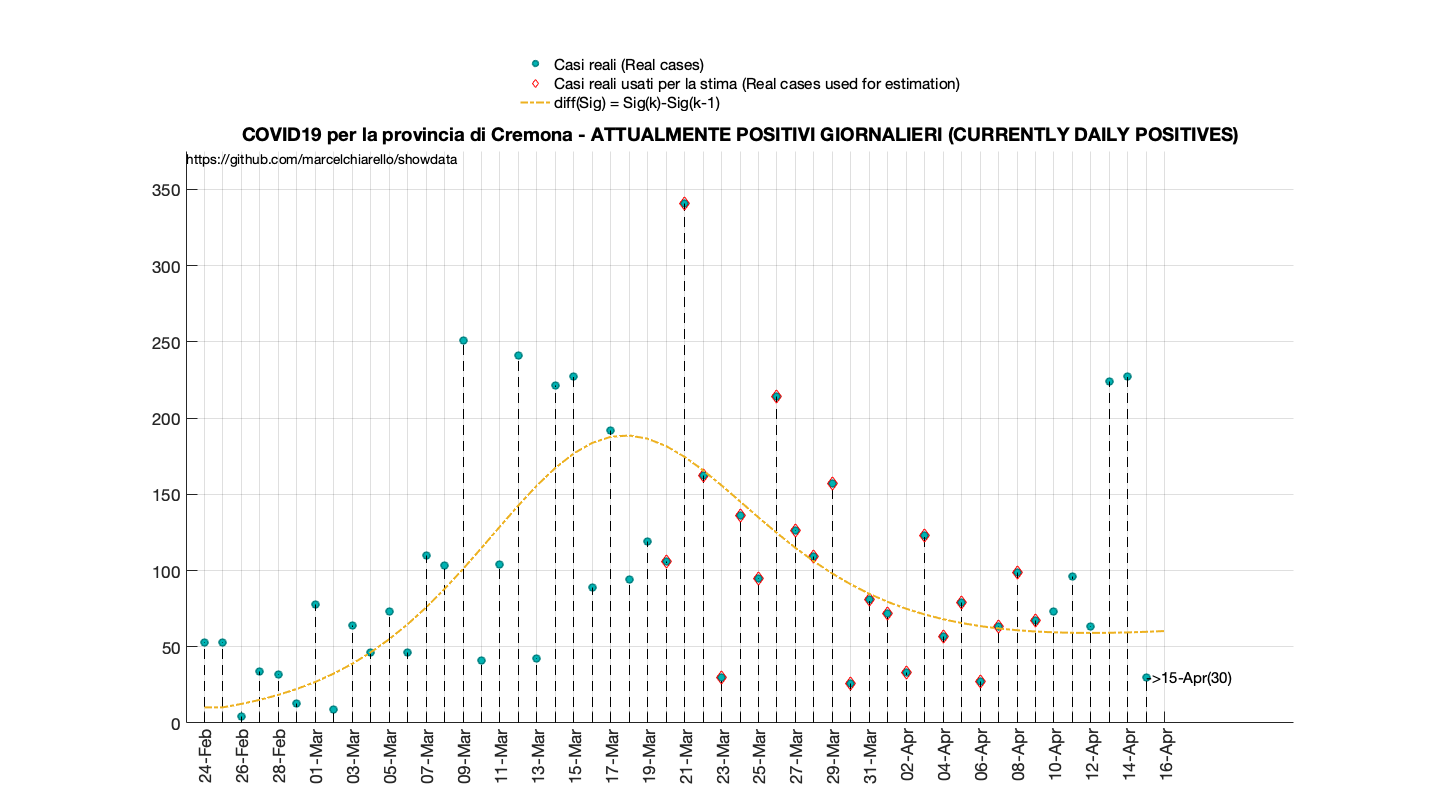 Casi reali (Real cases)
Casi reali usati per la stima (Real cases used for estimation)
diff(Sig) = Sig(k)-Sig(k-1)
COVID19 per la provincia di Cremona - ATTUALMENTE POSITIVI GIORNALIERI (CURRENTLY DAILY POSITIVES)
https://github.com/marcelchiarello/showdata
350
300
250
200
150
100
50
0
->15-Apr(30)
24-Feb
26-Feb
28-Feb
01-Mar
03-Mar
05-Mar
07-Mar
09-Mar
11-Mar
13-Mar
15-Mar
17-Mar
19-Mar
21-Mar
23-Mar
25-Mar
27-Mar
29-Mar
31-Mar
02-Apr
04-Apr
06-Apr
08-Apr
10-Apr
12-Apr
14-Apr
16-Apr